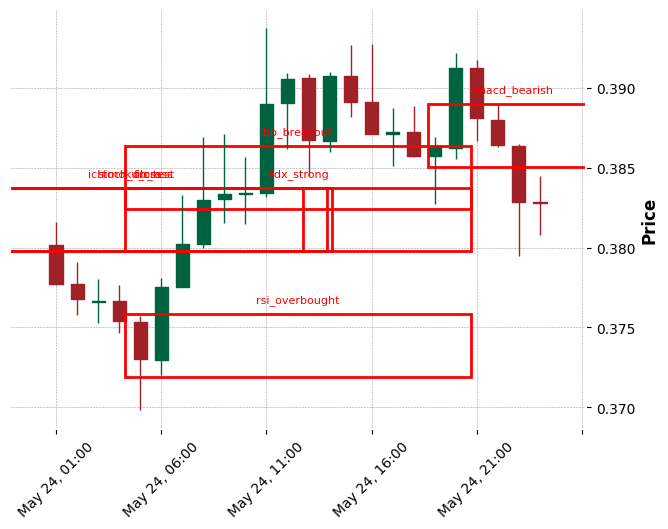 macd_bearish
adx_strong
rsi_overbought
0.390
0.385
0.380
0.375
0.370
Price
May 24, 01:00
May 24, 06:00
May 24, 11:00
May 24, 16:00
May 24, 21:00